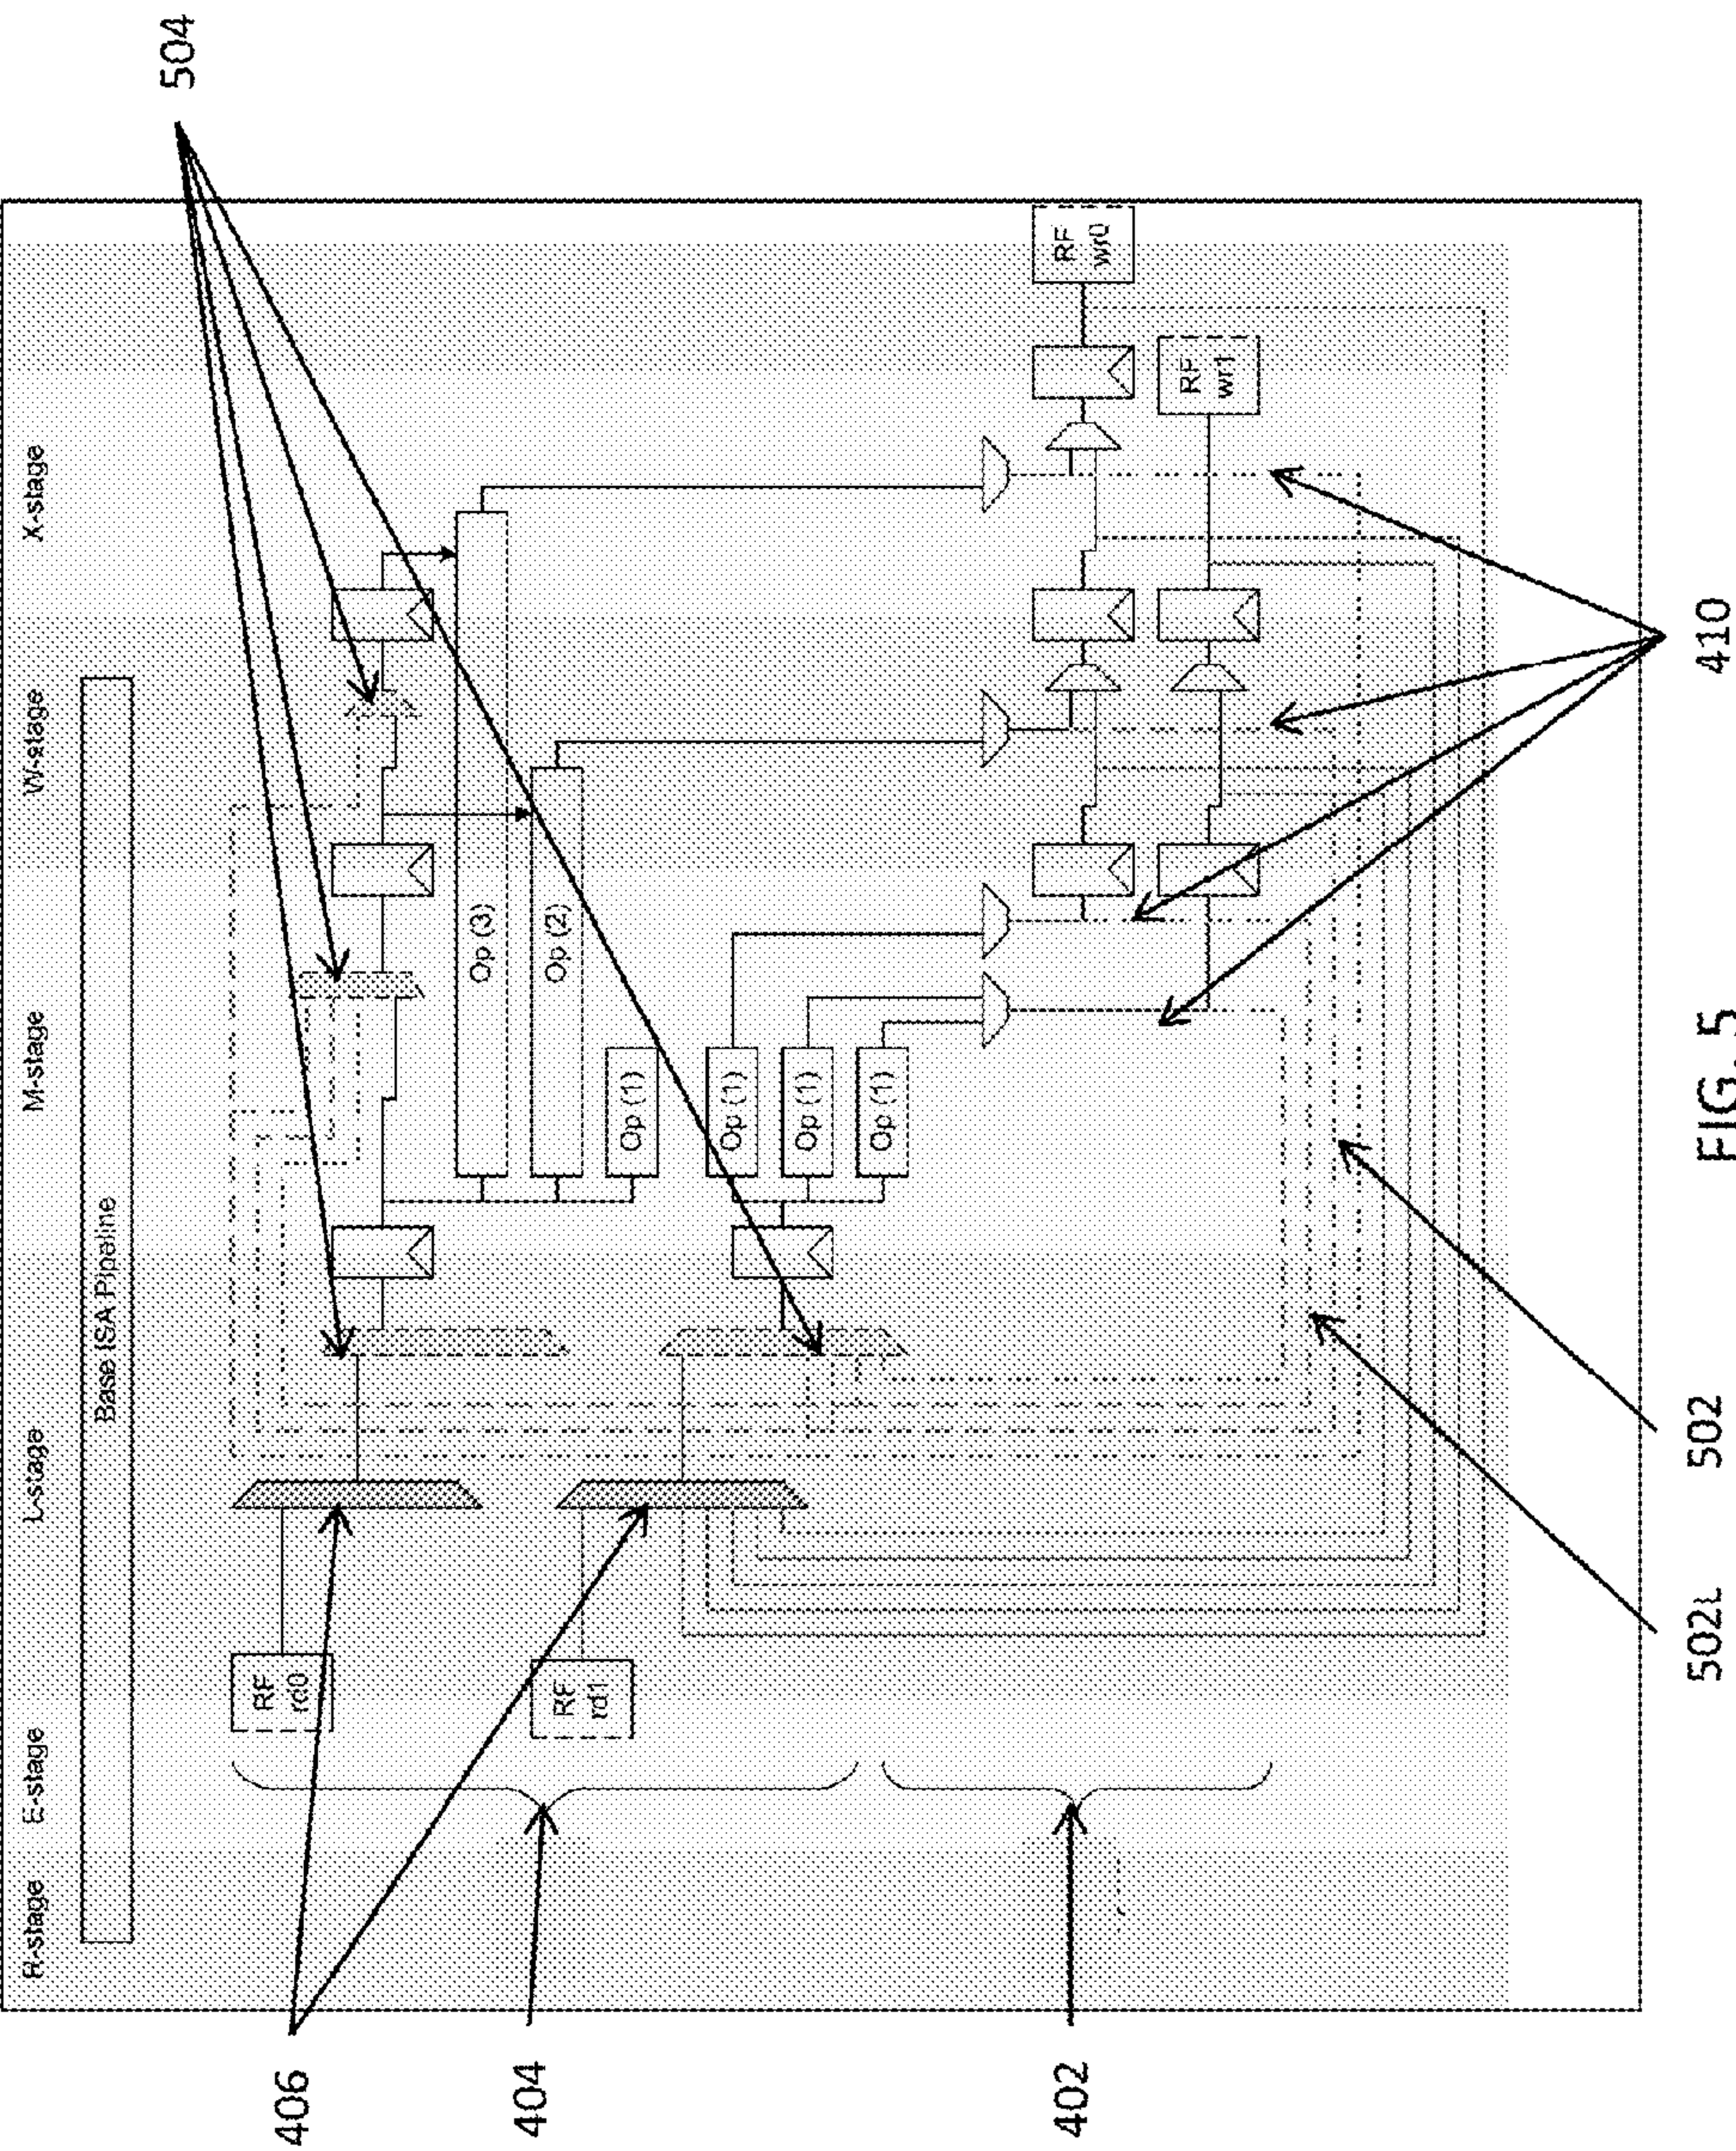 504
R-stage E-stage L-stage M-stage W-stage X-stage
Base ISA Pipeline
RF
rd0
RF
rd1
Op (3)
Op (2)
Op (1)
Op (1)
Op (1)
Op (1)
RF
wr0
RF
wr1
406
404
402
502L
502
410
FIG. 5